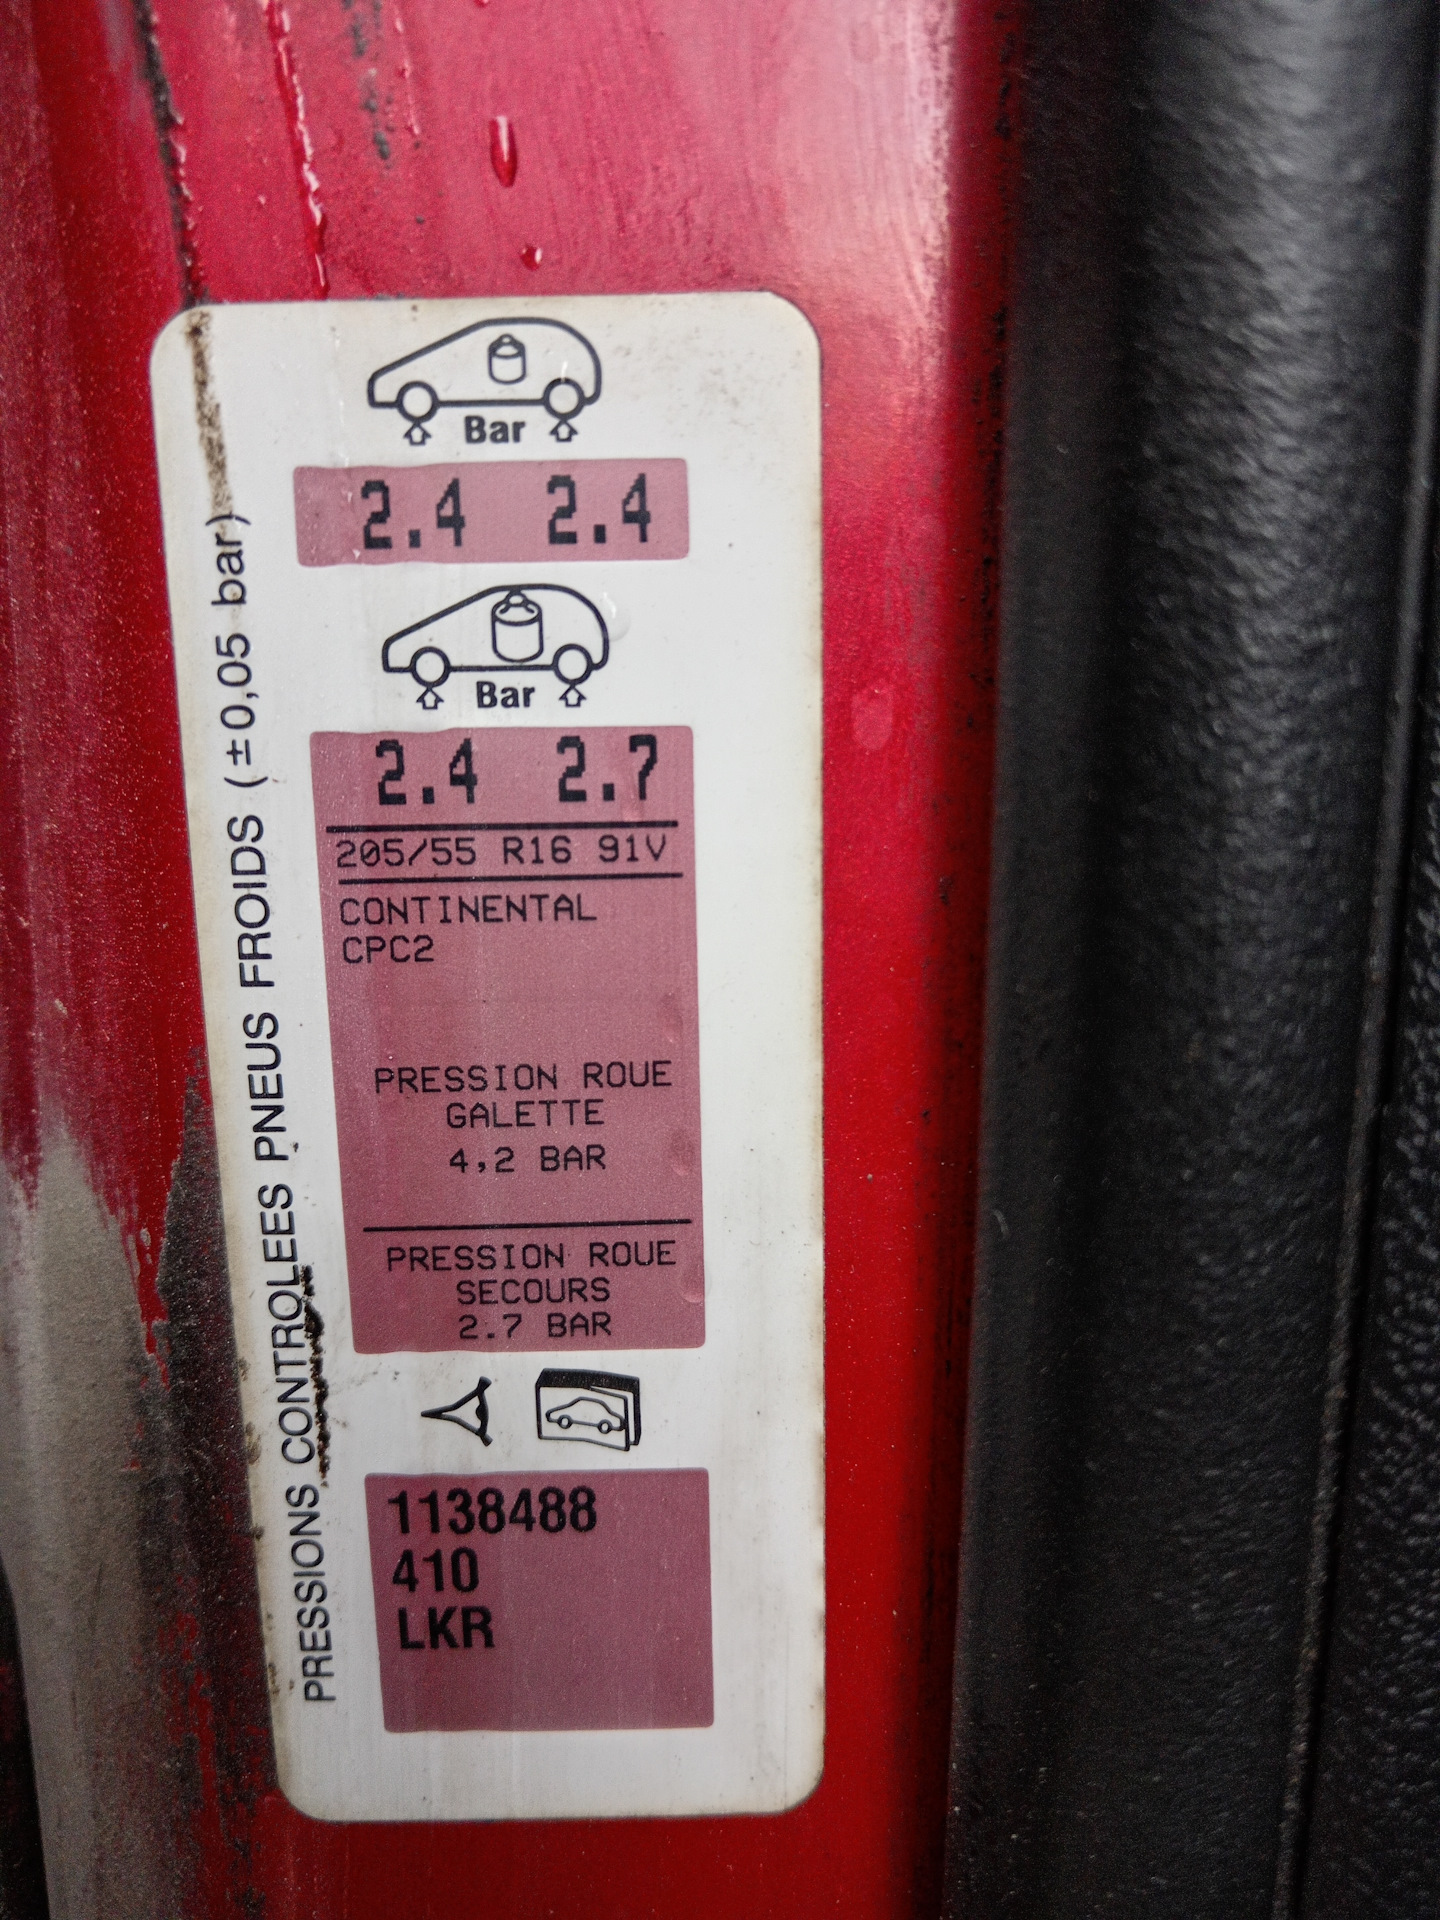 Bar
2.4 2.4
Bar
2.4 2.7
205/55 R16 91V
CONTINENTAL
CPC2
PRESSION ROUE
GALETTE
4,2 BAR
PRESSION ROUE
SECOURS
2.7 BAR
1138488
410
LKR
PRESSIONS CONTROLEES PNEUS FROIDS (±0,05 bar)